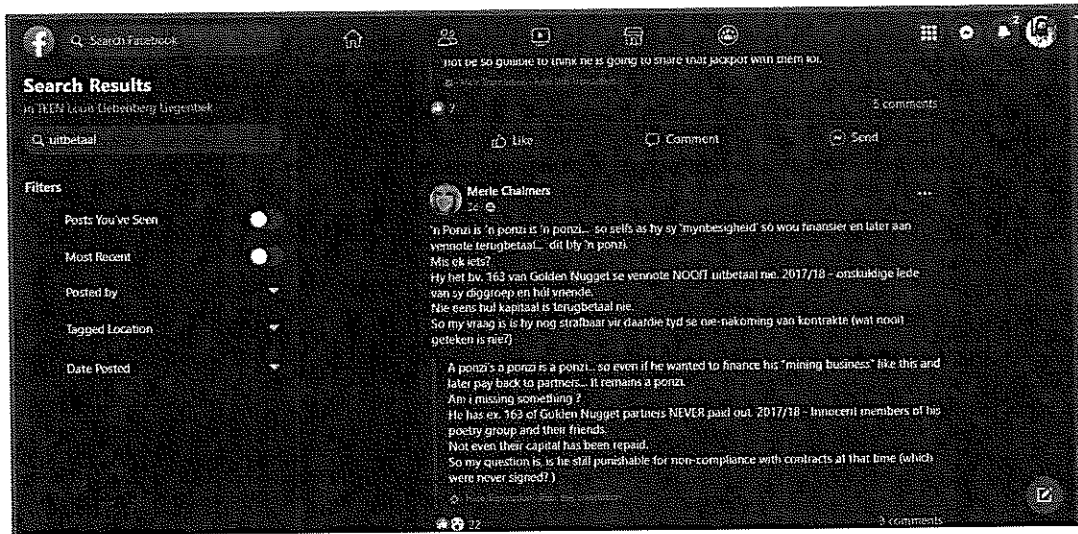 Search Facebook
2
Search Results
in TEEN Louis Liebenberg Liegenbek
uitbetaal
Filters
Posts You've Seen
Most Recent
Posted by
Tagged Location
Date Posted
not be so gullible to think he is going to share that jackpot with them lol.
7
5 comments
Like
Comment
Send
Merle Chalmers
'n Ponzi is 'n ponzi is 'n ponzi... so selfs as hy sy 'mynbesigheid' so wou finansier en later aan
vennote terugbetaal... dit bly 'n ponzi.
Mis ek iets?
Hy het bv. 163 van Golden Nugget se vennote NOOIT uitbetaal nie. 2017/18 - onskuldige lede
van sy diggroep en hul vriende.
Nie eens hul kapitaal is terugbetaal nie.
So my vraag is is hy nog strafbaar vir daardie tyd se nie-nakoming van kontrakte (wat nooit
geteken is nie?)
A ponzi's a ponzi is a ponzi... so even if he wanted to finance his "mining business" like this and
later pay back to partners... It remains a ponzi.
Am i missing something ?
He has ex. 163 of Golden Nugget partners NEVER paid out. 2017/18 - Innocent members of his
poetry group and their friends.
Not even their capital has been repaid.
So my question is, is he still punishable for non-compliance with contracts at that time (which
were never signed? )
22
3 comments